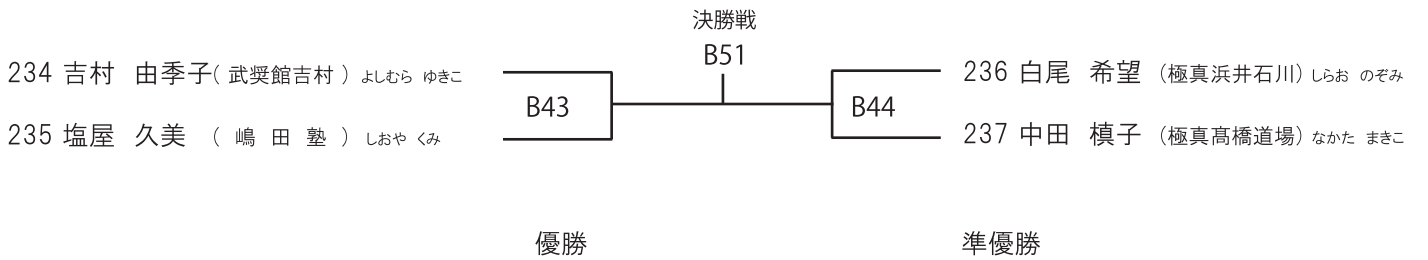 決勝戦
B51
234 吉村 由季子(武奨館吉村) よしむら ゆきこ
B43
235 塩屋 久美 (嶋田塾) しおや くみ
236 白尾 希望 (極真浜井石川) しらお のぞみ
B44
237 中田 槙子 (極真髙橋道場) なかた まきこ
優勝
準優勝